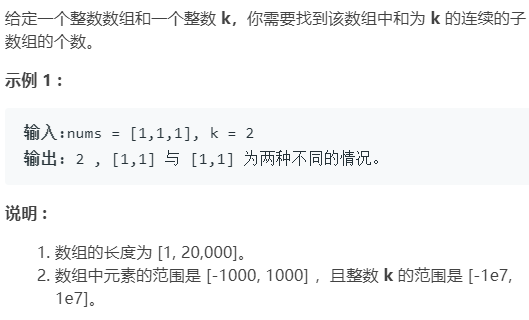 给定一个整数数组和一个整数 k，你需要找到该数组中和为 k 的连续的子
数组的个数。
示例 1 :
输入:nums = [1,1,1], k = 2
输出: 2 , [1,1] 与 [1,1] 为两种不同的情况。
说明 :
1. 数组的长度为 [1, 20,000]。
2. 数组中元素的范围是 [-1000, 1000] ，且整数 k 的范围是 [-1e7,
1e7]。